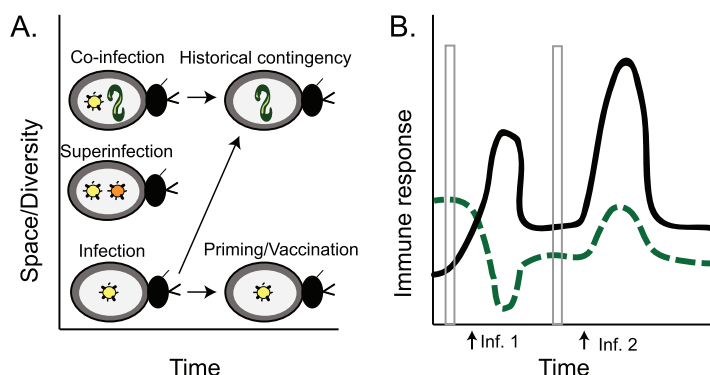 A.
Space/Diversity
Co-infection
Historical contingency
Superinfection
Infection
Priming/Vaccination
Time
B.
Immune response
Inf. 1
Inf. 2
Time